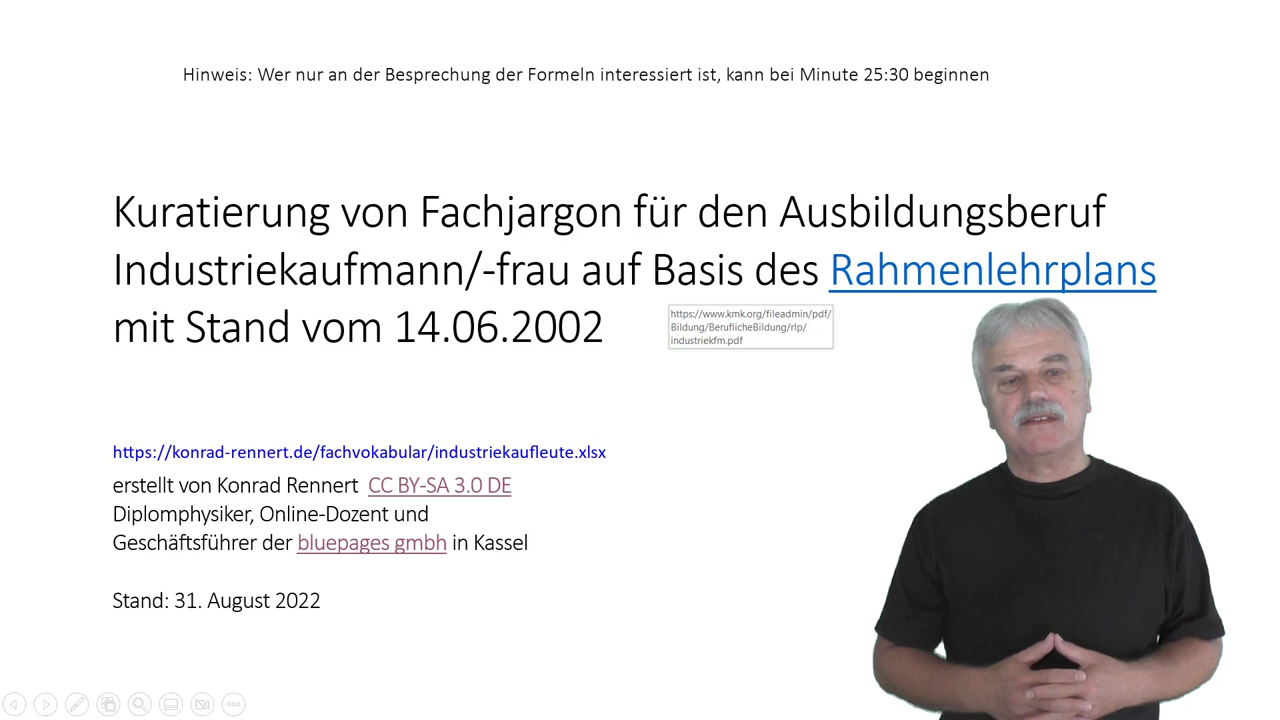 Hinweis: Wer nur an der Besprechung der Formeln interessiert ist, kann bei Minute 25:30 beginnen
Kuratierung von Fachjargon für den Ausbildungsberuf
Industriekaufmann/-frau auf Basis des Rahmenlehrplans
mit Stand vom 14.06.2002
https://www.kmk.org/fileadmin/pdf/
Bildung/BeruflicheBildung/rlp/
industriekfm.pdf
https://konrad-rennert.de/fachvokabular/industriekaufleute.xlsx
erstellt von Konrad Rennert CC BY-SA 3.0 DE
Diplomphysiker, Online-Dozent und
Geschäftsführer der bluepages gmbh in Kassel
Stand: 31. August 2022